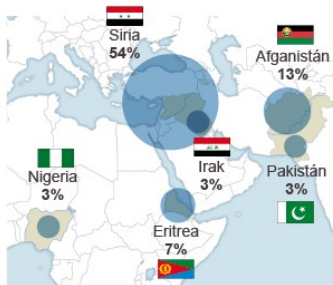 Siria
54%
Afganistán
13%
Nigeria
3%
Irak
3%
Pakistán
3%
Eritrea
7%